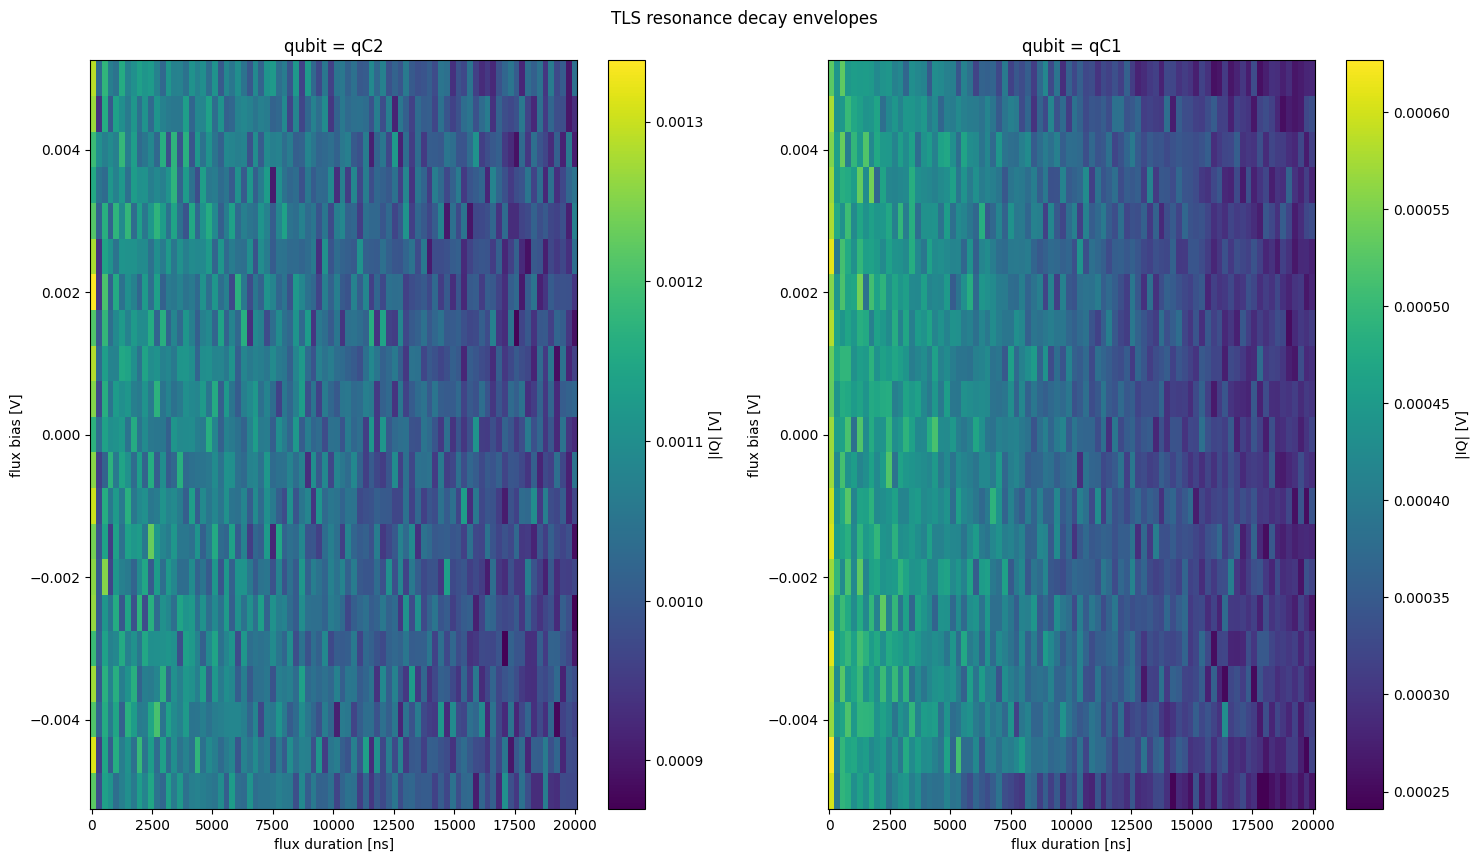 TLS resonance decay envelopes
qubit = qC2
flux bias [V]
0.004
0.002
0.000
−0.002
−0.004
0 2500 5000 7500 10000 12500 15000 17500 20000
flux duration [ns]
0.0013
0.0012
0.0011
0.0010
0.0009
|IQ| [V]
qubit = qC1
flux bias [V]
0.004
0.002
0.000
−0.002
−0.004
0 2500 5000 7500 10000 12500 15000 17500 20000
flux duration [ns]
0.00060
0.00055
0.00050
0.00045
0.00040
0.00035
0.00030
0.00025
|IQ| [V]